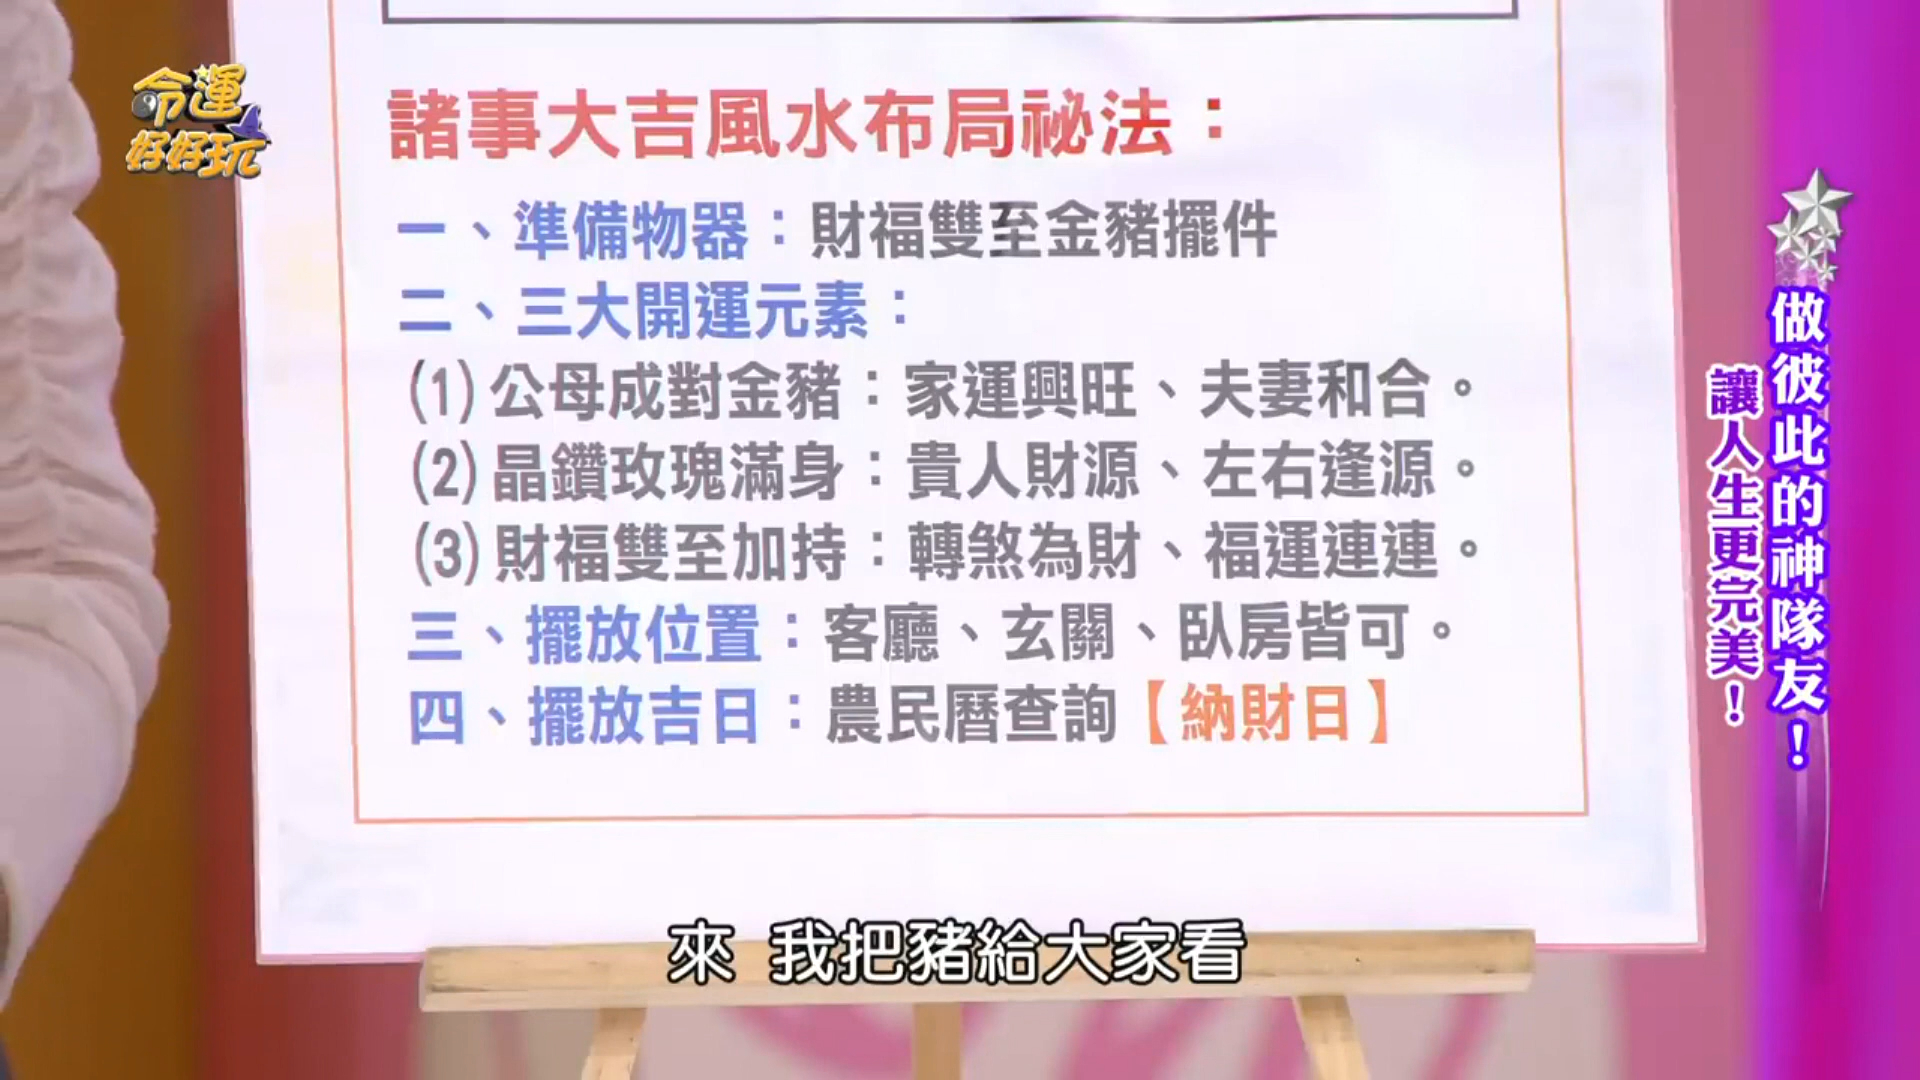 命運
好好玩
諸事大吉風水布局祕法：
一、準備物器：財福雙至金豬擺件
二、三大開運元素：
(1)公母成對金豬：家運興旺、夫妻和合。
(2)晶鑽玫瑰滿身：貴人財源、左右逢源。
(3)財福雙至加持：轉煞為財、福運連連。
三、擺放位置：客廳、玄關、臥房皆可。
四、擺放吉日：農民曆查詢【納財日】
做彼此的神隊友！
讓人生更完美！
來 我把豬給大家看